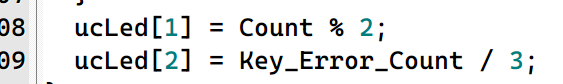 08 ucLed[1] = Count % 2;
09 ucLed[2] = Key_Error_Count / 3;